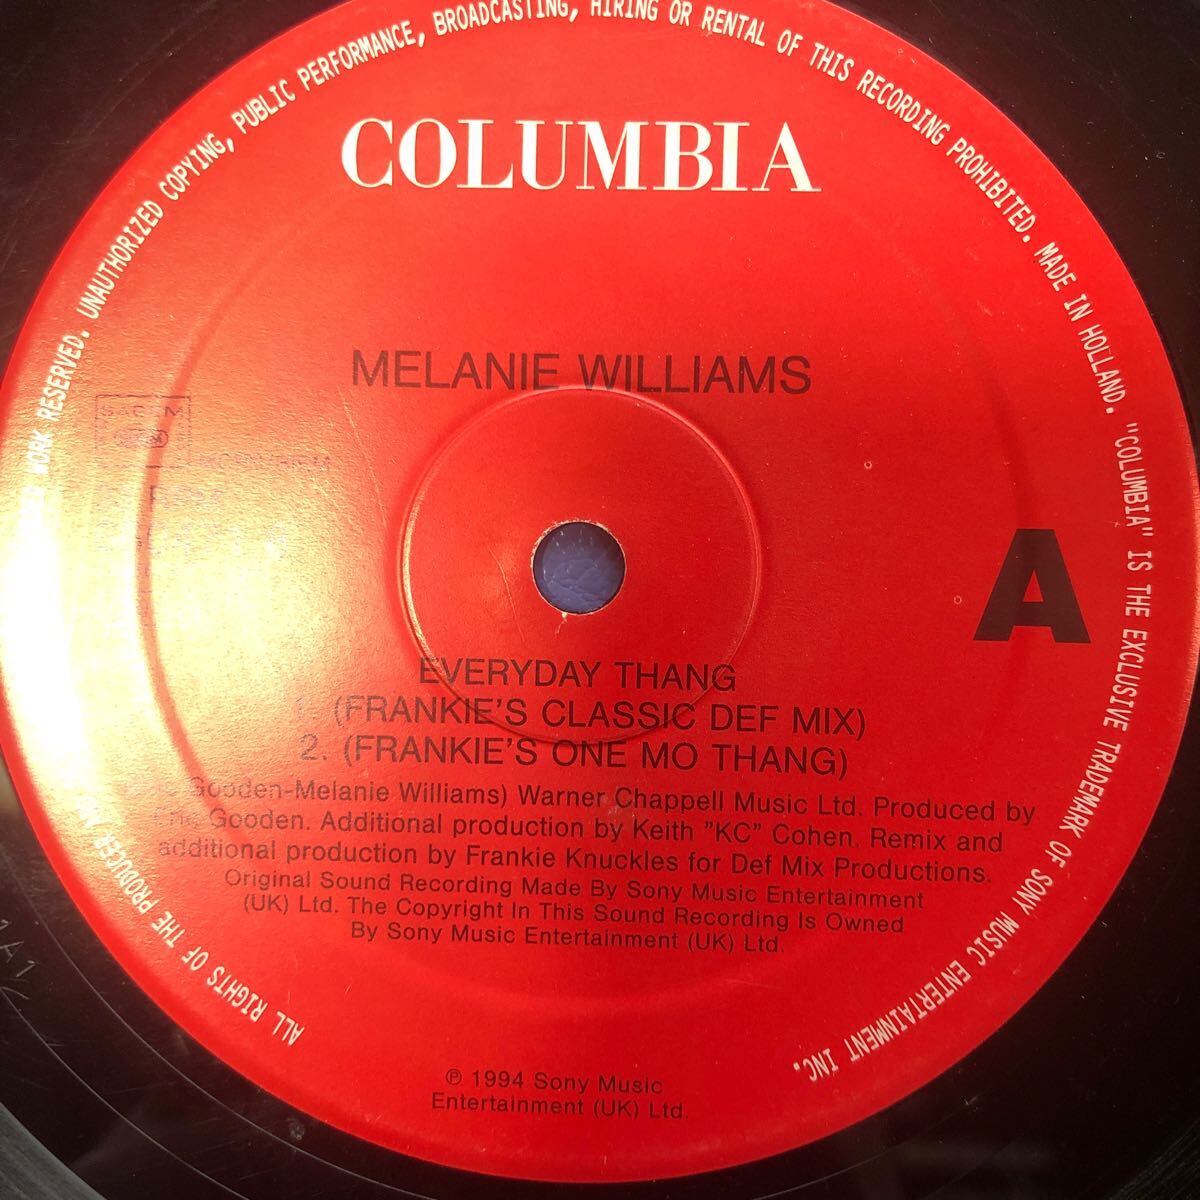 ALL RIGHTS OF THE PRODUCER WORK RESERVED. UNAUTHORIZED COPYING, PUBLIC PERFORMANCE, BROADCASTING, HIRING OR RENTAL OF THIS RECORDING PROHIBITED. MADE IN HOLLAND. "COLUMBIA" IS THE EXCLUSIVE TRADEMARK OF SONY MUSIC ENTERTAINMENT INC.
COLUMBIA
MELANIE WILLIAMS
A
EVERYDAY THANG
1. (FRANKIE'S CLASSIC DEF MIX)
2. (FRANKIE'S ONE MO THANG)
Gooden-Melanie Williams) Warner Chappell Music Ltd. Produced by
Eric Gooden. Additional production by Keith "KC" Cohen. Remix and
additional production by Frankie Knuckles for Def Mix Productions.
Original Sound Recording Made By Sony Music Entertainment
(UK) Ltd. The Copyright In This Sound Recording Is Owned
By Sony Music Entertainment (UK) Ltd.
℗ 1994 Sony Music
Entertainment (UK) Ltd.